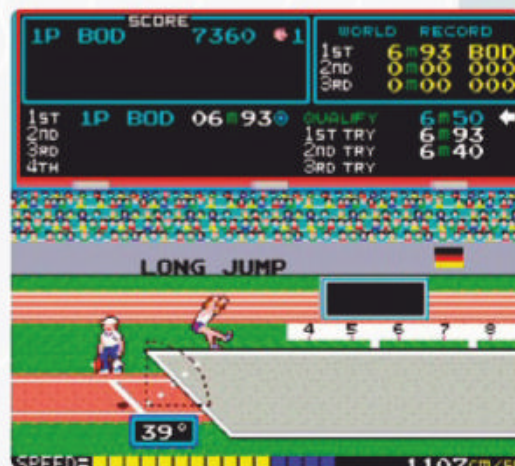 SCORE
1P BOD 7360 1
WORLD RECORD
1ST 6m93 BOD
2ND 0m00 000
3RD 0m00 000
1ST 1P BOD 06m93
2ND
3RD
4TH
QUALIFY 6m50
1ST TRY 6m93
2ND TRY 6m40
3RD TRY
LONG JUMP
4 5 6 7 8
39°
SPEED= 1107cm/s